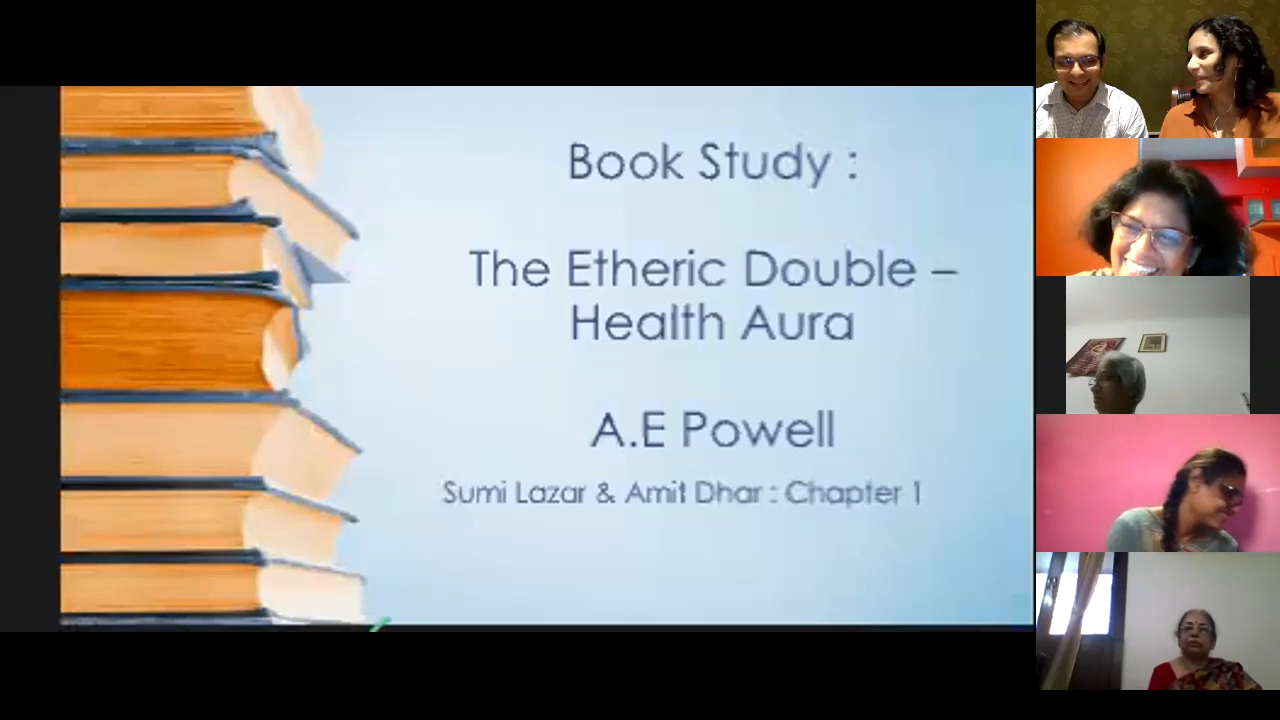 Book Study :
The Etheric Double –
Health Aura
A.E Powell
Sumi Lazar & Amit Dhar : Chapter 1